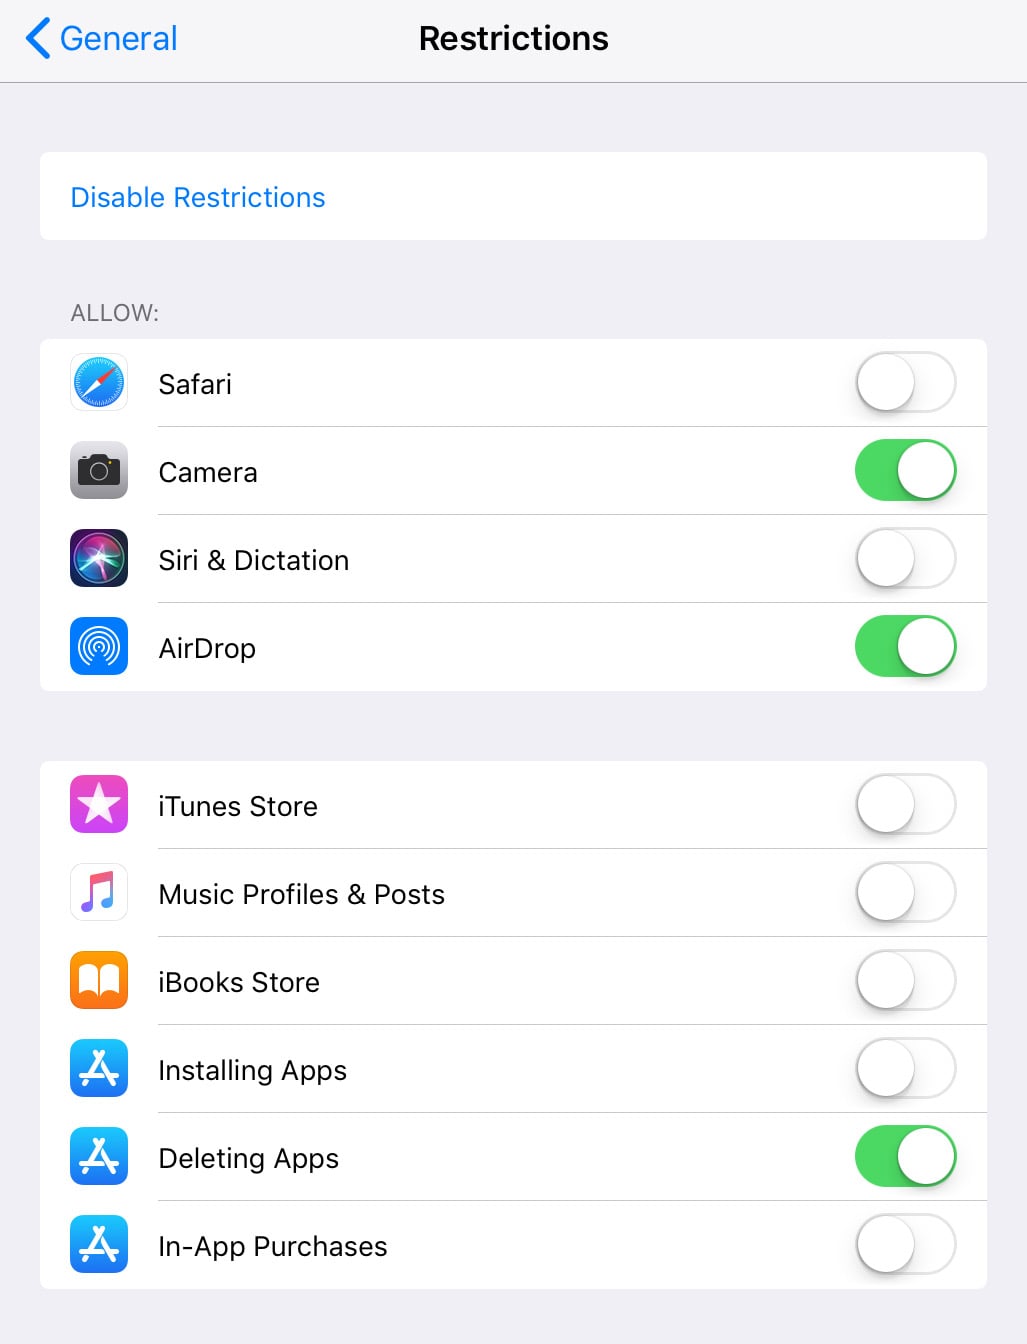 General
Restrictions
Disable Restrictions
ALLOW:
Safari
Camera
Siri & Dictation
AirDrop
iTunes Store
Music Profiles & Posts
iBooks Store
Installing Apps
Deleting Apps
In-App Purchases